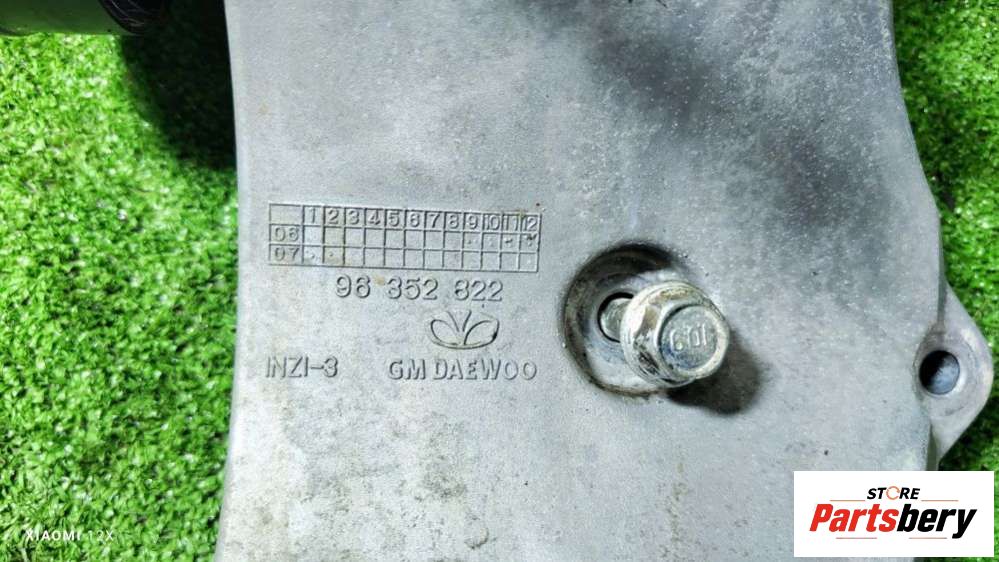 1 2 3 4 5 6 7 8 9 10 11 12
06
07
96 352 822
INZI-3 GM DAEWOO
10.9
STORE
Partsbery
XIAOMI 12X